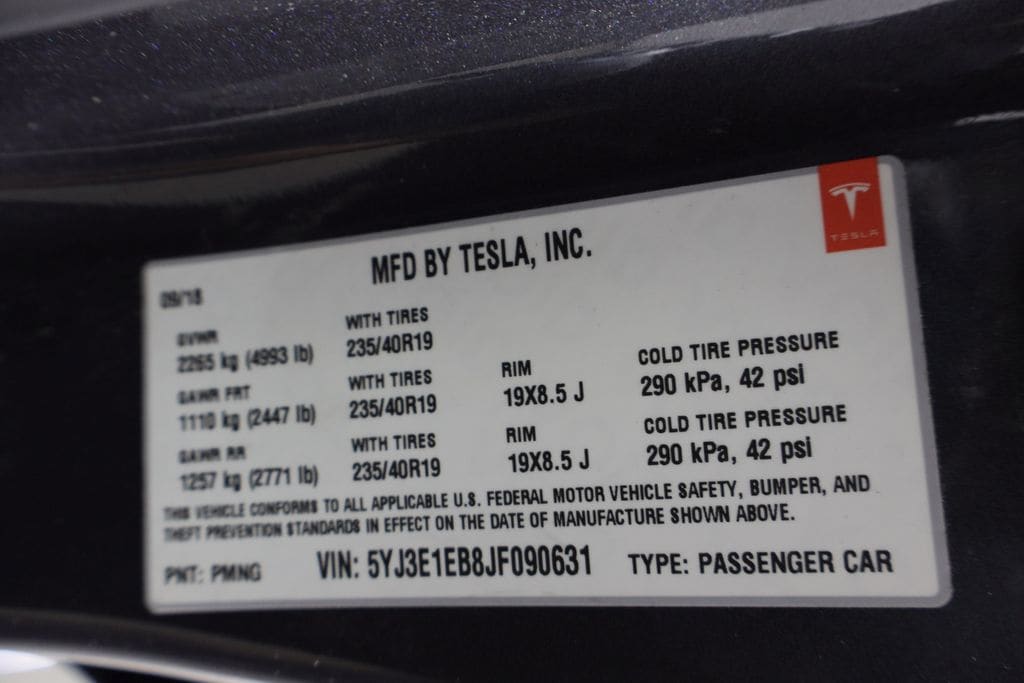 TESLA
MFD BY TESLA, INC.
09/18
GVWR WITH TIRES
2265 kg (4993 lb) 235/40R19
GAWR FRT WITH TIRES RIM COLD TIRE PRESSURE
1110 kg (2447 lb) 235/40R19 19X8.5 J 290 kPa, 42 psi
GAWR RR WITH TIRES RIM COLD TIRE PRESSURE
1257 kg (2771 lb) 235/40R19 19X8.5 J 290 kPa, 42 psi
THIS VEHICLE CONFORMS TO ALL APPLICABLE U.S. FEDERAL MOTOR VEHICLE SAFETY, BUMPER, AND
THEFT PREVENTION STANDARDS IN EFFECT ON THE DATE OF MANUFACTURE SHOWN ABOVE.
PNT: PMNG VIN: 5YJ3E1EB8JF090631 TYPE: PASSENGER CAR